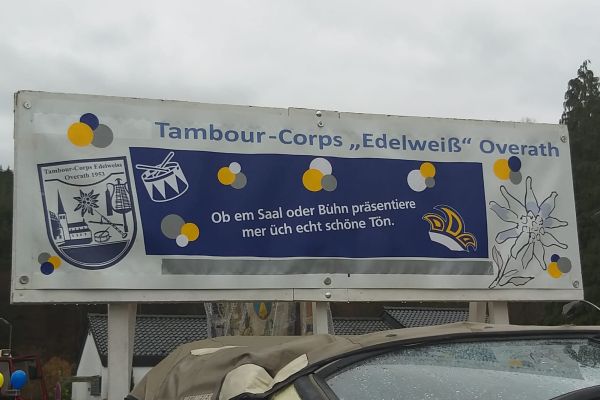 Tambour-Corps „Edelweiß“ Overath
Tambour-Corps Edelweiss
Overath 1953
Ob em Saal oder Bühn präsentiere
mer üch echt schöne Tön.